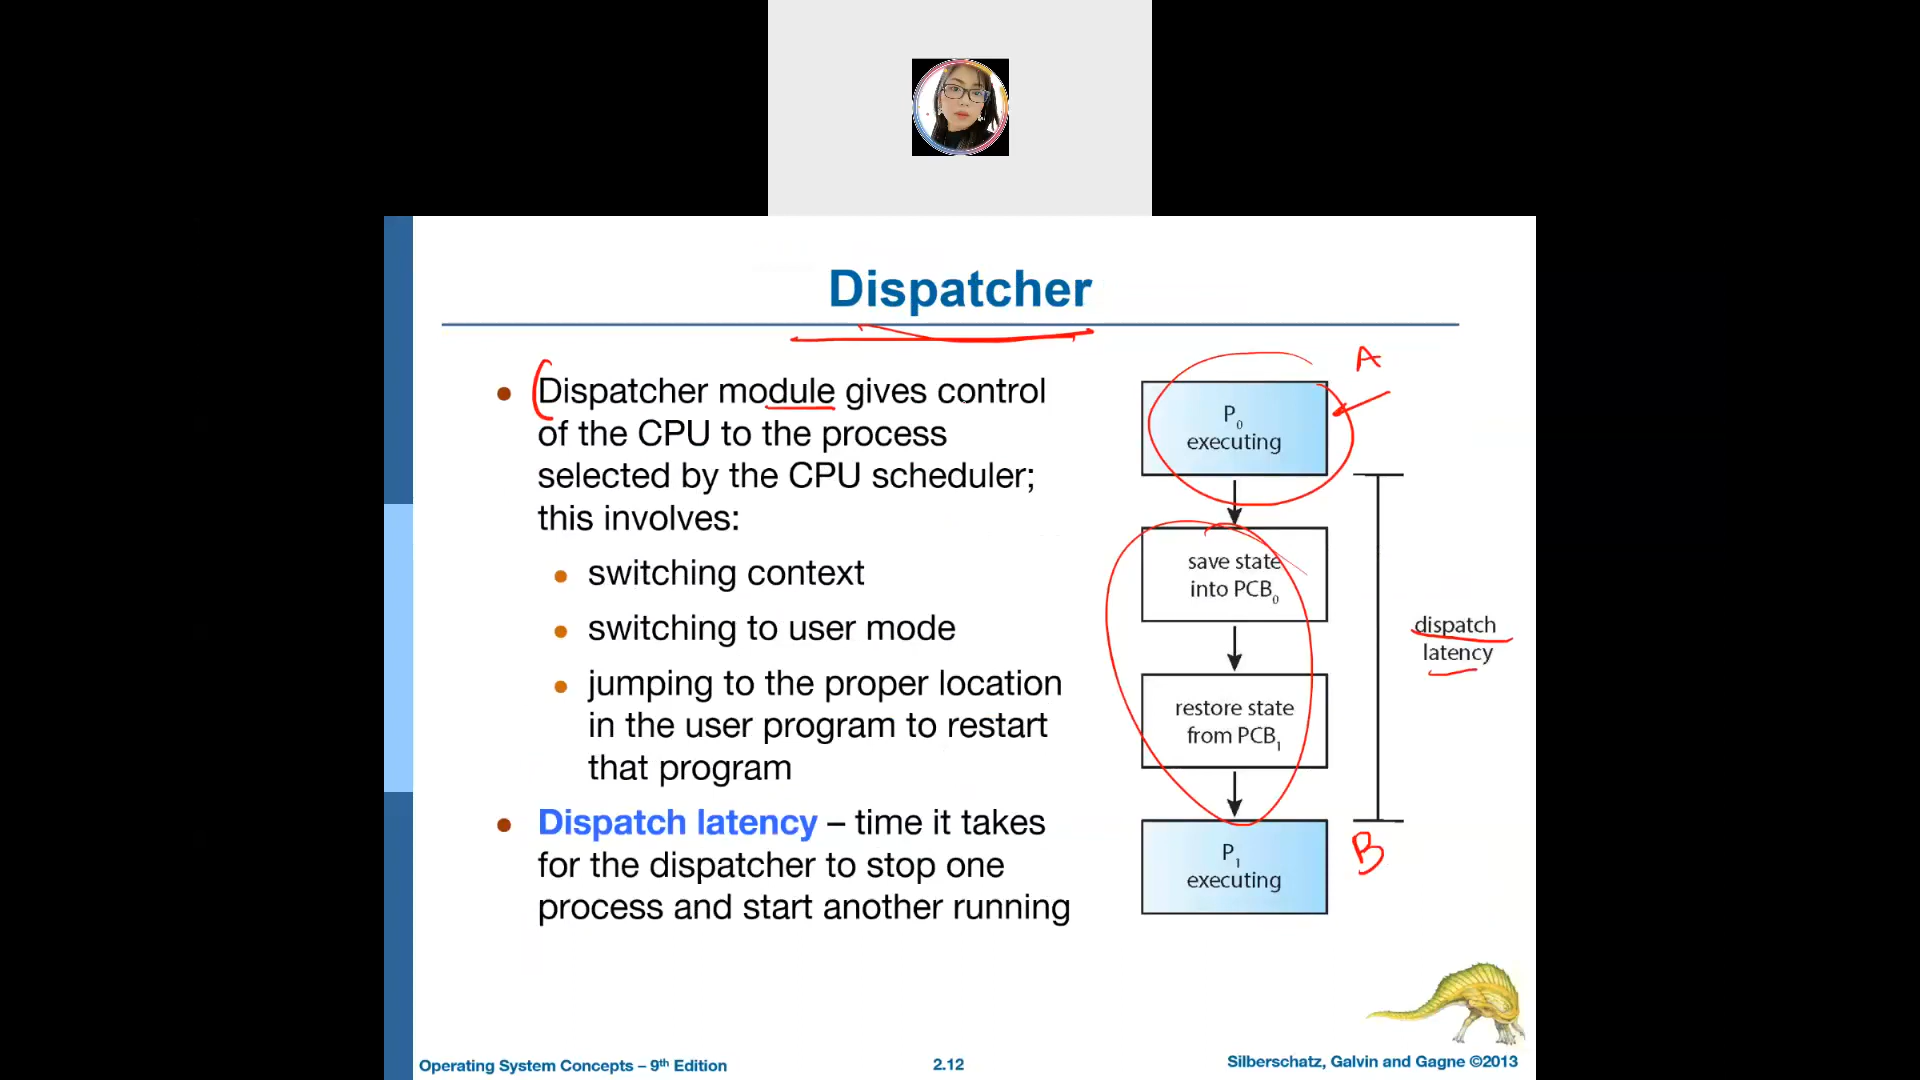 Dispatcher
Dispatcher module gives control
of the CPU to the process
selected by the CPU scheduler;
this involves:
switching context
switching to user mode
jumping to the proper location
in the user program to restart
that program
Dispatch latency – time it takes
for the dispatcher to stop one
process and start another running
A
P0
executing
save state
into PCB0
restore state
from PCB1
P1
executing
dispatch
latency
B
Operating System Concepts – 9th Edition
2.12
Silberschatz, Galvin and Gagne ©2013